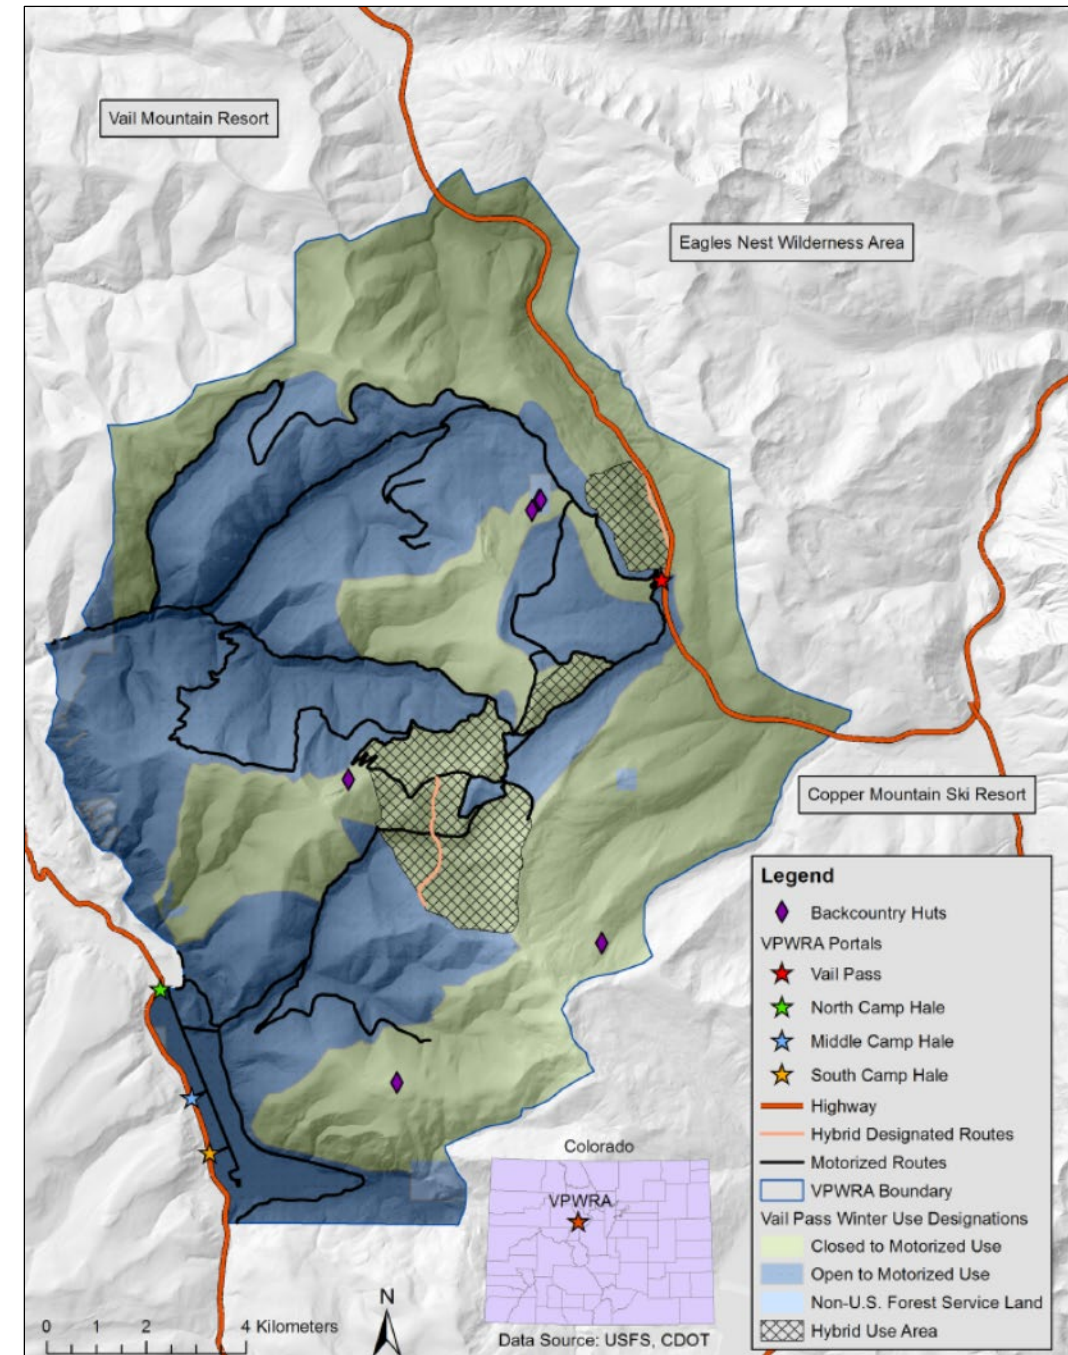 Vail Mountain Resort
Eagles Nest Wilderness Area
Copper Mountain Ski Resort
Legend
Backcountry Huts
VPWRA Portals
Vail Pass
North Camp Hale
Middle Camp Hale
South Camp Hale
Highway
Hybrid Designated Routes
Motorized Routes
VPWRA Boundary
Vail Pass Winter Use Designations
Closed to Motorized Use
Open to Motorized Use
Non-U.S. Forest Service Land
Hybrid Use Area
Colorado
VPWRA
N
0 1 2 4 Kilometers
Data Source: USFS, CDOT